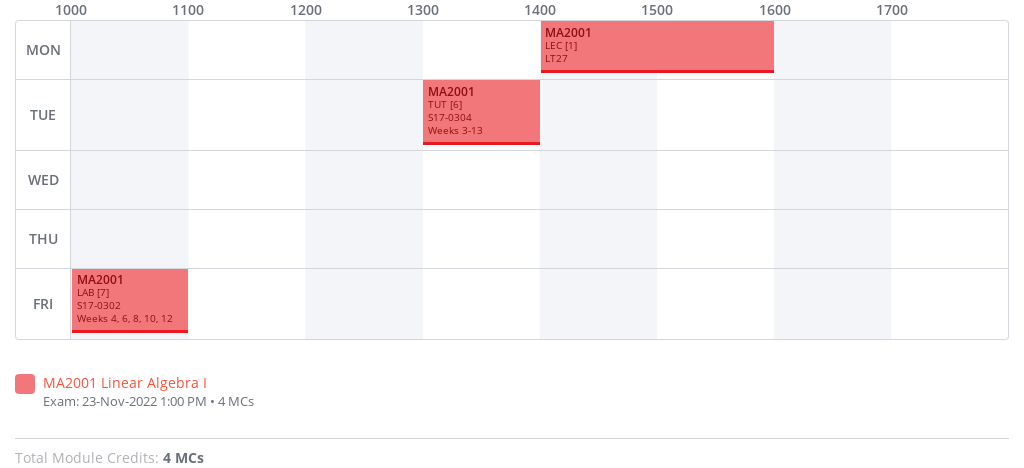 1000 1100 1200 1300 1400 1500 1600 1700
MON
MA2001
LEC [1]
LT27
TUE
MA2001
TUT [6]
S17-0304
Weeks 3-13
WED
THU
FRI
MA2001
LAB [7]
S17-0302
Weeks 4, 6, 8, 10, 12
MA2001 Linear Algebra I
Exam: 23-Nov-2022 1:00 PM • 4 MCs
Total Module Credits: 4 MCs